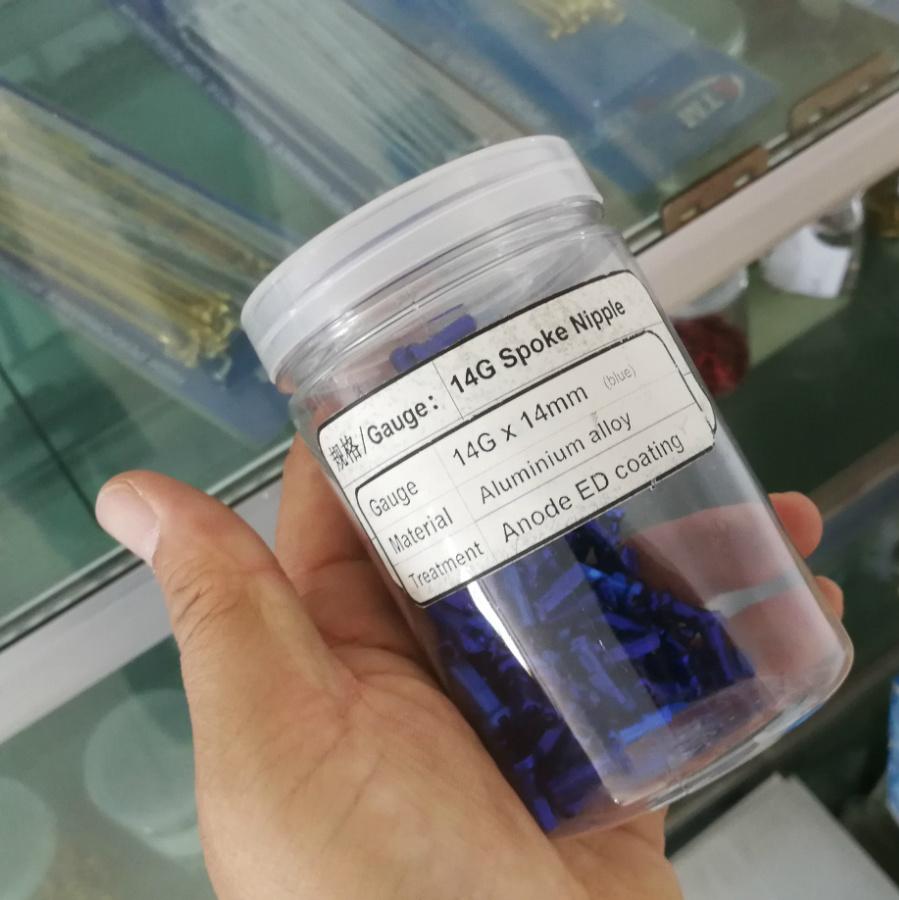 规格/Gauge: 14G Spoke Nipple
Gauge 14G x 14mm (blue)
Material Aluminium alloy
Treatment Anode ED coating